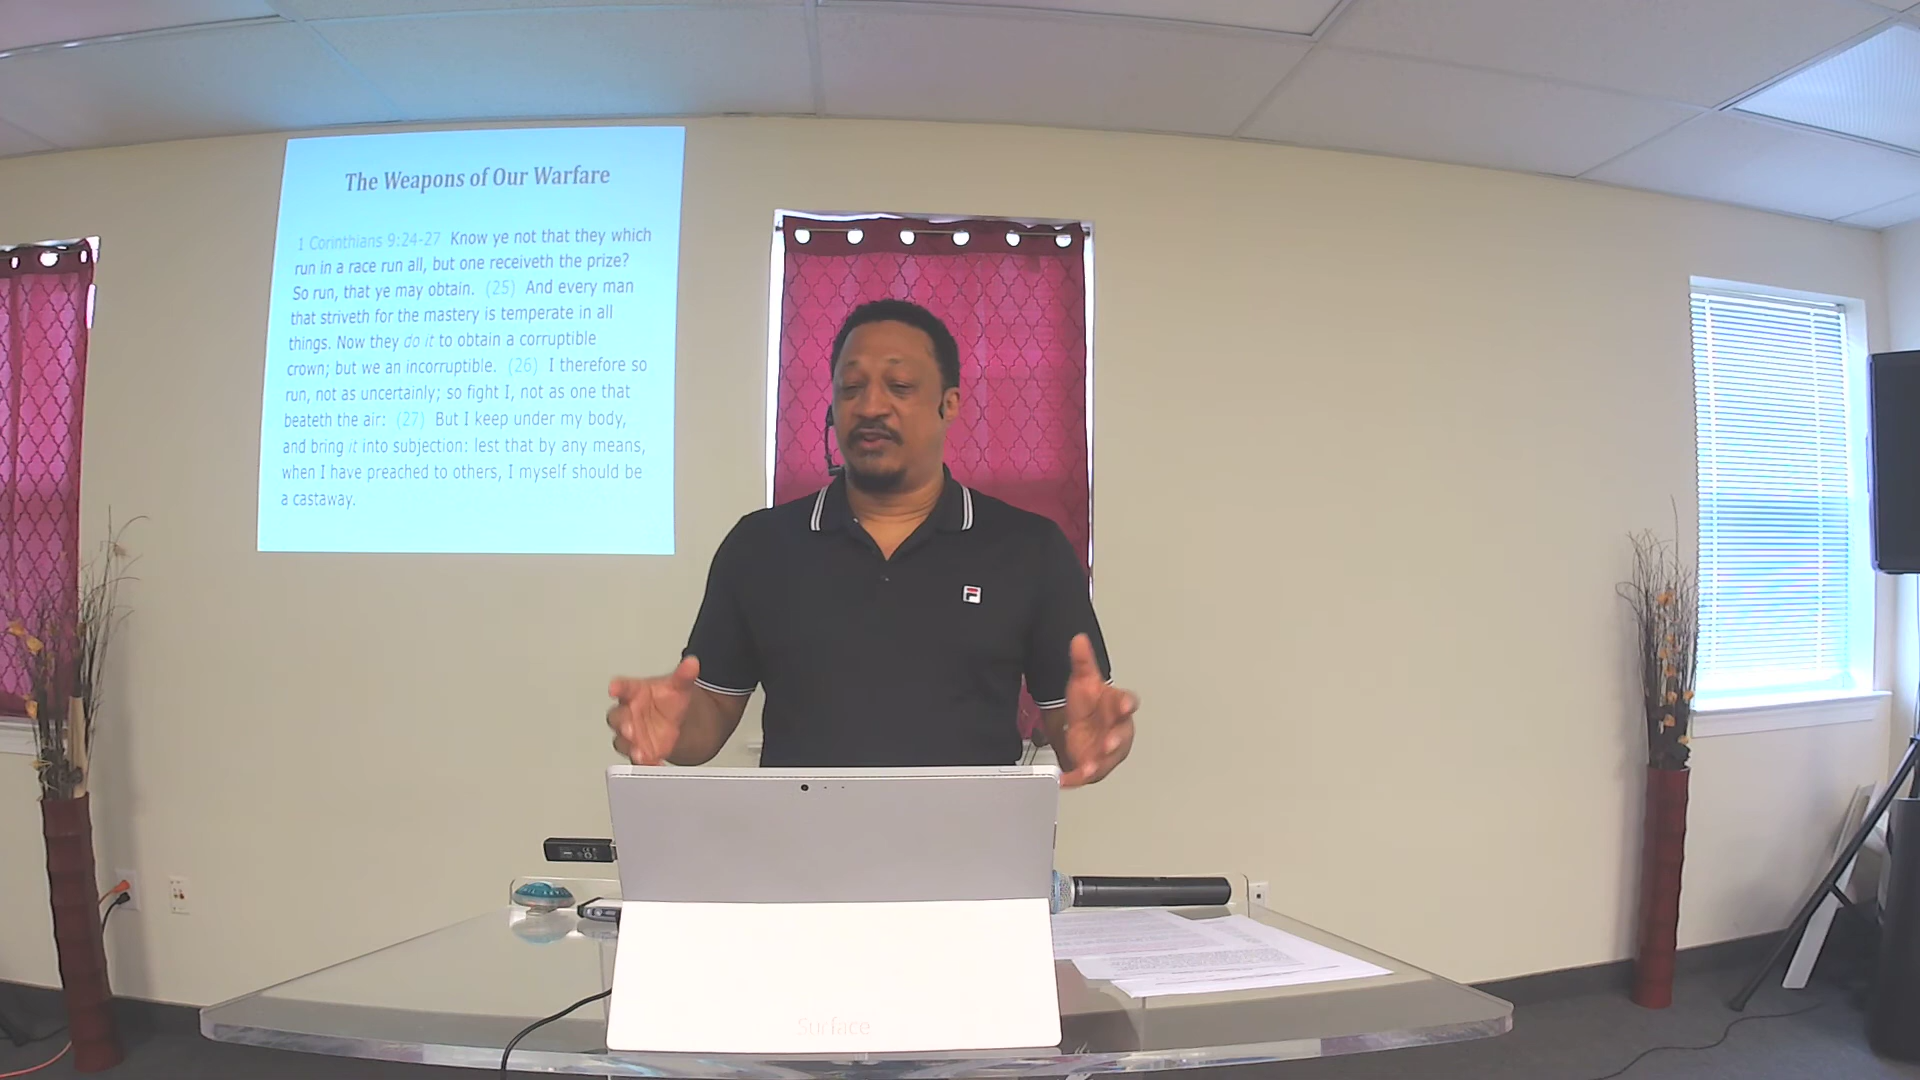 The Weapons of Our Warfare
1 Corinthians 9:24-27 Know ye not that they which
run in a race run all, but one receiveth the prize?
So run, that ye may obtain. (25) And every man
that striveth for the mastery is temperate in all
things. Now they do it to obtain a corruptible
crown; but we an incorruptible. (26) I therefore so
run, not as uncertainly; so fight I, not as one that
beateth the air: (27) But I keep under my body,
and bring it into subjection: lest that by any means,
when I have preached to others, I myself should be
a castaway.
Surface